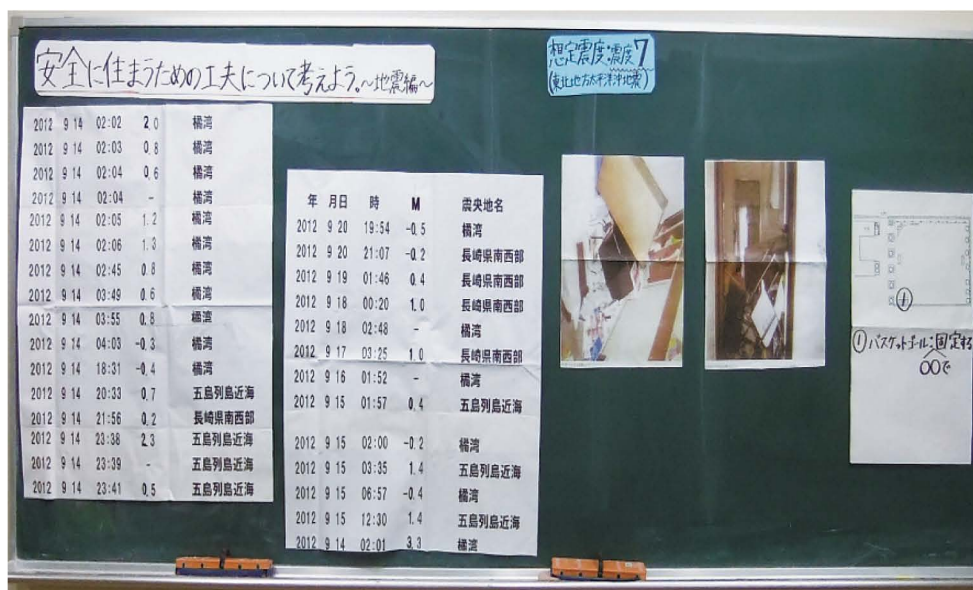 安全に住まうための工夫について考えよう。～地震編～
想定震度:震度7
(東北地方太平洋沖地震)
2012 9 14 02:02 2.0 橘湾
2012 9 14 02:03 0.8 橘湾
2012 9 14 02:04 0.6 橘湾
2012 9 14 02:04 - 橘湾
2012 9 14 02:05 1.2 橘湾
2012 9 14 02:06 1.3 橘湾
2012 9 14 02:45 0.8 橘湾
2012 9 14 03:49 0.6 橘湾
2012 9 14 03:55 0.8 橘湾
2012 9 14 04:03 -0.3 橘湾
2012 9 14 18:31 -0.4 橘湾
2012 9 14 20:33 0.7 五島列島近海
2012 9 14 21:56 0.2 長崎県南西部
2012 9 14 23:38 2.3 五島列島近海
2012 9 14 23:39 - 五島列島近海
2012 9 14 23:41 0.5 五島列島近海
年 月日 時 M 震央地名
2012 9 20 19:54 -0.5 橘湾
2012 9 20 21:07 -0.2 長崎県南西部
2012 9 19 01:46 0.4 長崎県南西部
2012 9 18 00:20 1.0 長崎県南西部
2012 9 18 02:48 - 橘湾
2012 9 17 03:25 1.0 長崎県南西部
2012 9 16 01:52 - 橘湾
2012 9 15 01:57 0.4 五島列島近海
2012 9 15 02:00 -0.2 橘湾
2012 9 15 03:35 1.4 五島列島近海
2012 9 15 06:57 -0.4 橘湾
2012 9 15 12:30 1.4 五島列島近海
2012 9 14 02:01 3.3 橘湾
①
①バスケットゴール:固定する
〇〇で